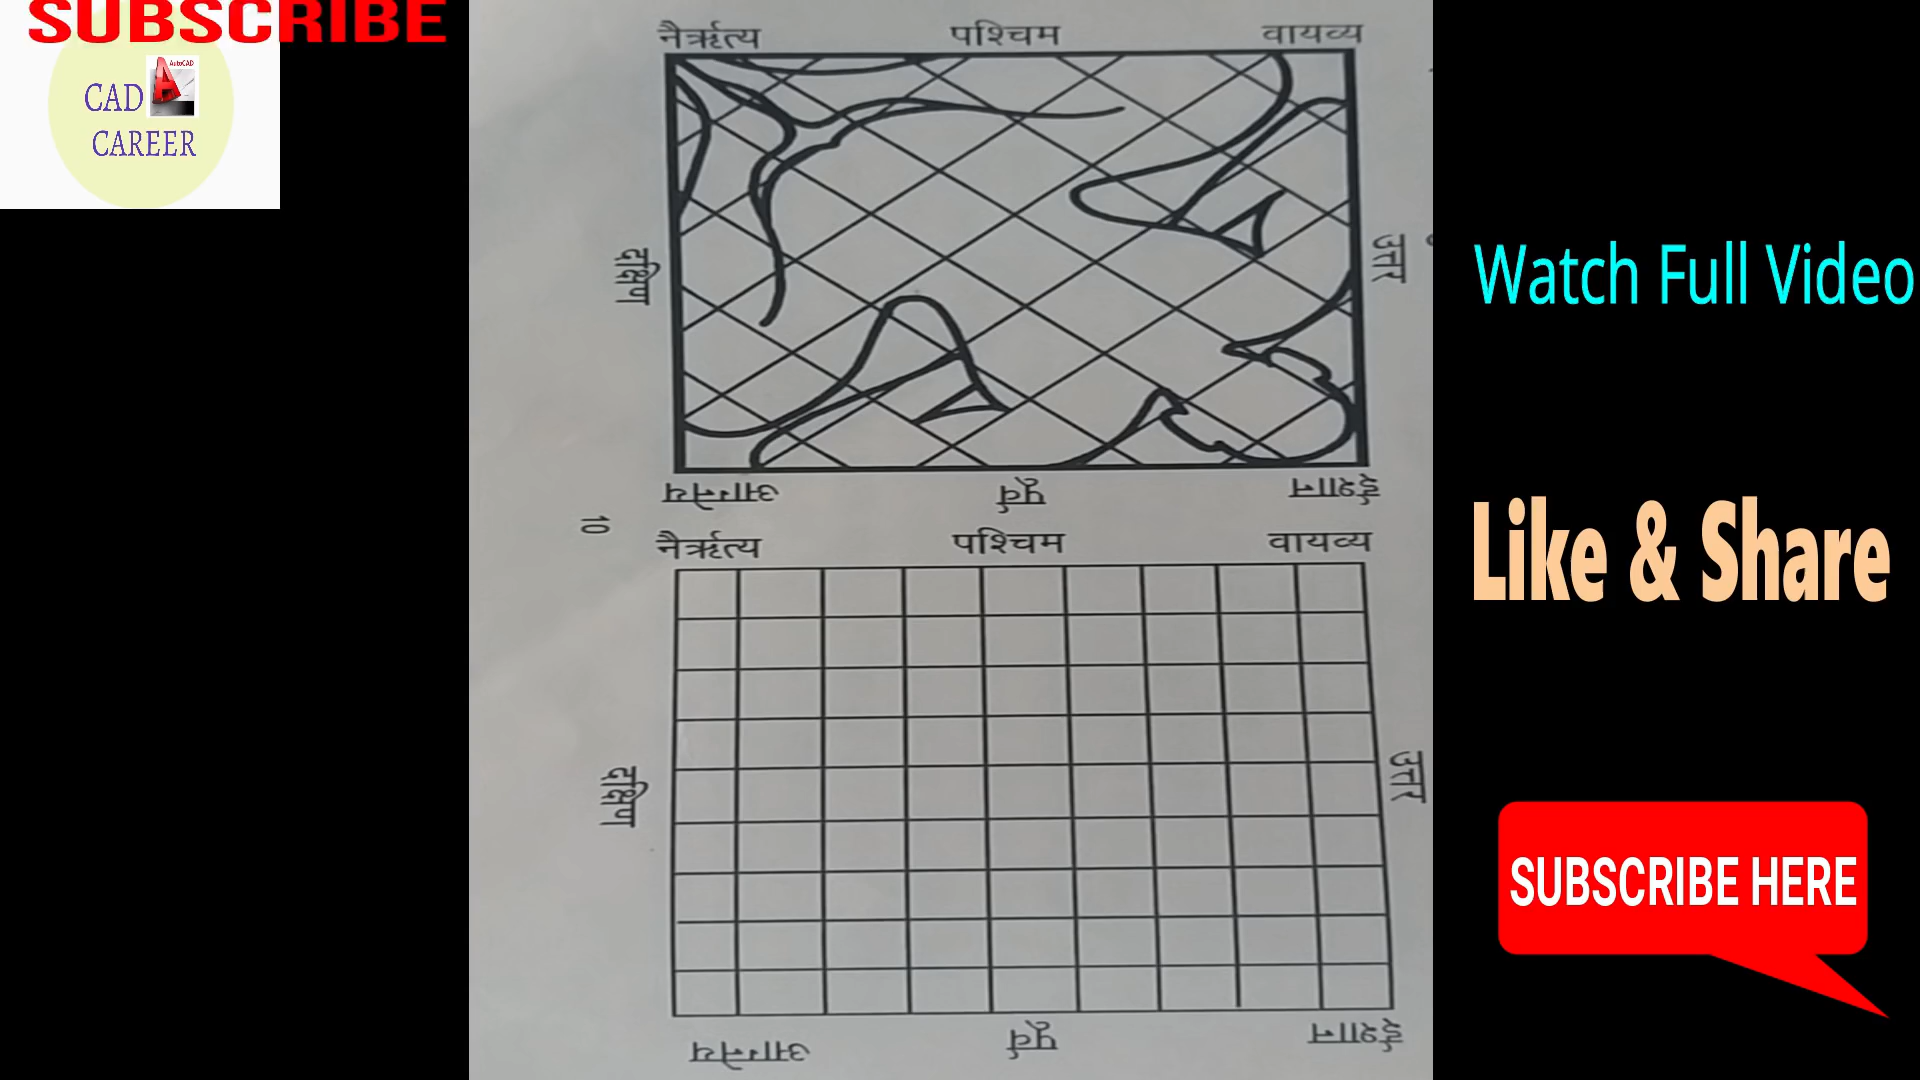 SUBSCRIBE
CAD
AutoCAD
CAREER
नैर्ऋत्य पश्चिम वायव्य
दक्षिण
उत्तर
आग्नेय पूर्व ईशान
10
नैर्ऋत्य पश्चिम वायव्य
दक्षिण
उत्तर
आग्नेय पूर्व ईशान
Watch Full Video
Like & Share
SUBSCRIBE HERE